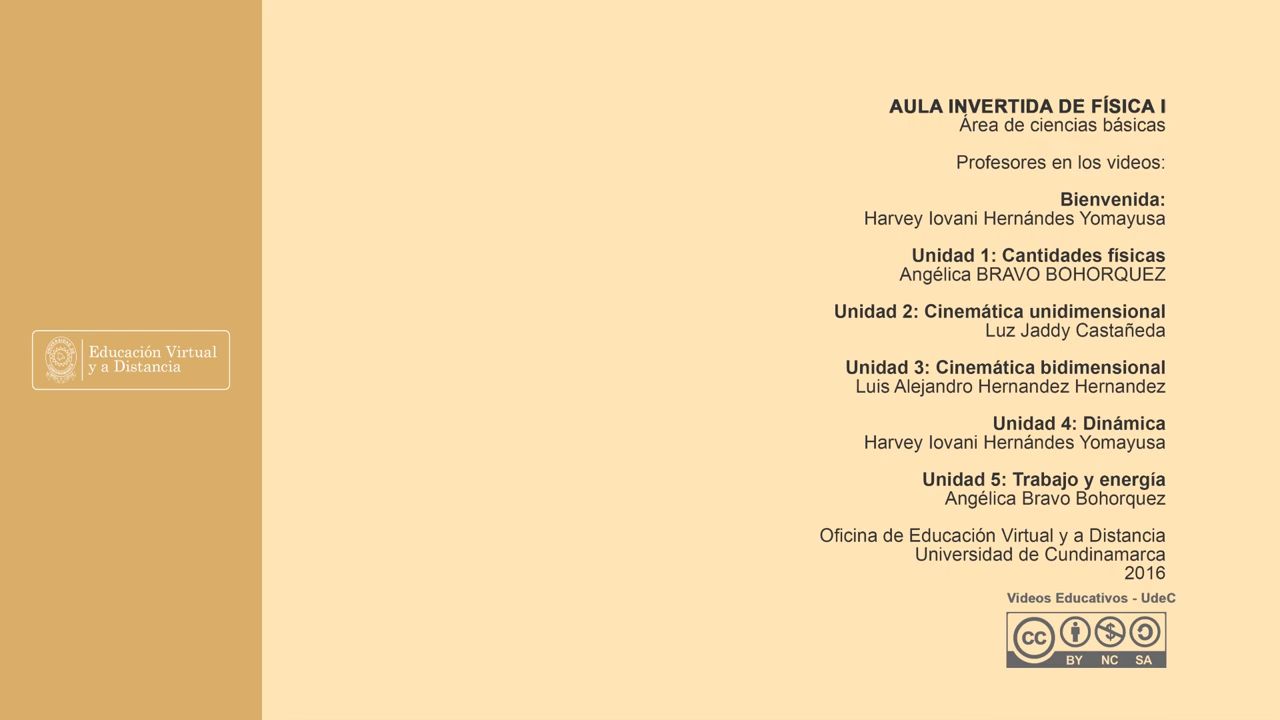 AULA INVERTIDA DE FÍSICA I
Área de ciencias básicas
Profesores en los videos:
Bienvenida:
Harvey Iovani Hernándes Yomayusa
Unidad 1: Cantidades físicas
Angélica BRAVO BOHORQUEZ
Unidad 2: Cinemática unidimensional
Luz Jaddy Castañeda
Unidad 3: Cinemática bidimensional
Luis Alejandro Hernandez Hernandez
Unidad 4: Dinámica
Harvey Iovani Hernándes Yomayusa
Unidad 5: Trabajo y energía
Angélica Bravo Bohorquez
Oficina de Educación Virtual y a Distancia
Universidad de Cundinamarca
2016
Videos Educativos - UdeC
CC
BY NC SA
Educación Virtual
y a Distancia